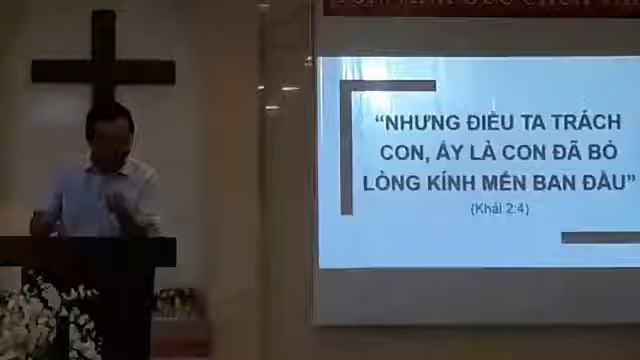 “NHƯNG ĐIỀU TA TRÁCH
CON, ẤY LÀ CON ĐÃ BỎ
LÒNG KÍNH MẾN BAN ĐẦU”
(Khải 2:4)